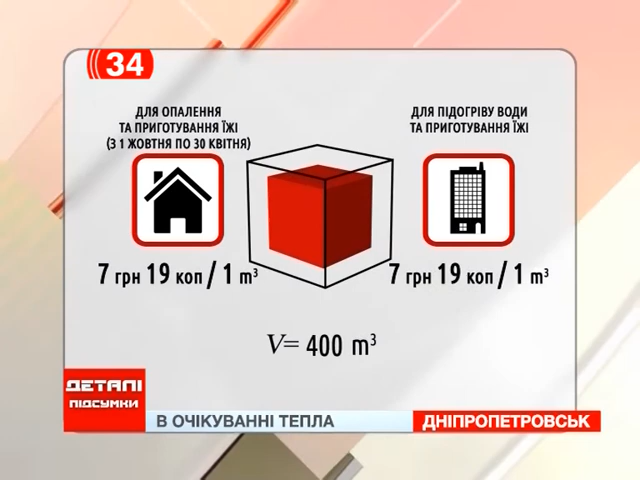 34
ДЛЯ ОПАЛЕННЯ
ТА ПРИГОТУВАННЯ ЇЖІ
(З 1 ЖОВТНЯ ПО 30 КВІТНЯ)
7 грн 19 коп / 1 m³
ДЛЯ ПІДОГРІВУ ВОДИ
ТА ПРИГОТУВАННЯ ЇЖІ
7 грн 19 коп / 1 m³
V= 400 m³
ДЕТАЛІ
ПІДСУМКИ
В ОЧІКУВАННІ ТЕПЛА
ДНІПРОПЕТРОВСЬК